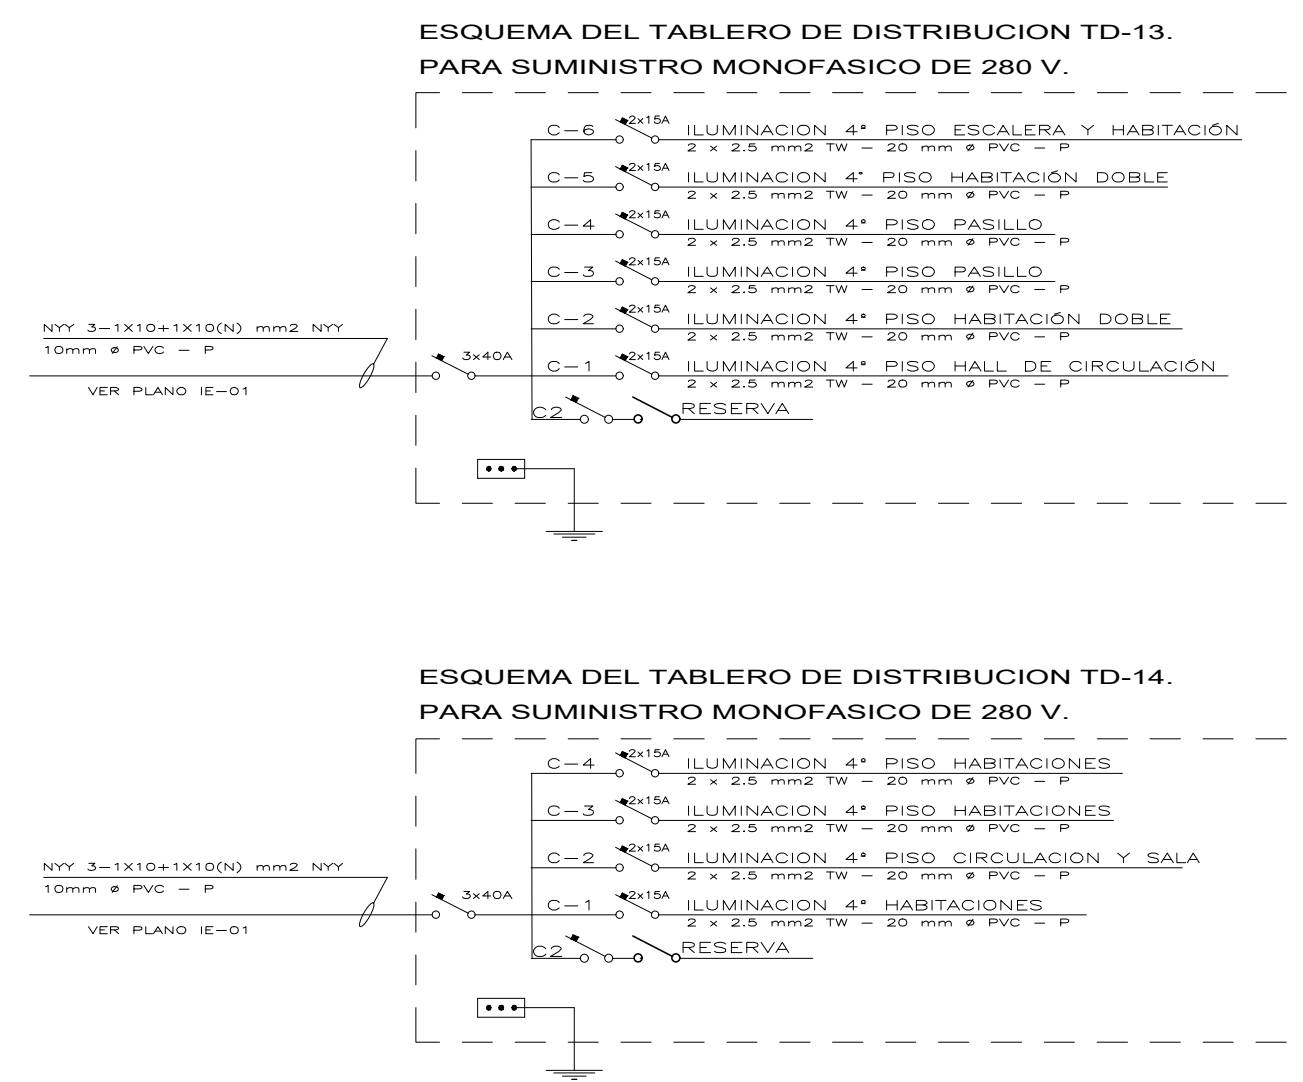 ESQUEMA DEL TABLERO DE DISTRIBUCION TD-13.
PARA SUMINISTRO MONOFASICO DE 280 V.
C-6 2x15A ILUMINACION 4ª PISO ESCALERA Y HABITACIóN
2 x 2.5 mm2 TW - 20 mm ø PVC - P
C-5 2x15A ILUMINACION 4° PISO HABITACIóN DOBLE
2 x 2.5 mm2 TW - 20 mm ø PVC - P
C-4 2x15A ILUMINACION 4ª PISO PASILLO
2 x 2.5 mm2 TW - 20 mm ø PVC - P
C-3 2x15A ILUMINACION 4ª PISO PASILLO
2 x 2.5 mm2 TW - 20 mm ø PVC - P
C-2 2x15A ILUMINACION 4ª PISO HABITACIóN DOBLE
2 x 2.5 mm2 TW - 20 mm ø PVC - P
NYY 3-1X10+1X10(N) mm2 NYY
10mm ø PVC - P
VER PLANO IE-01
3x40A
C-1 2x15A ILUMINACION 4ª PISO HALL DE CIRCULACIóN
2 x 2.5 mm2 TW - 20 mm ø PVC - P
C2 RESERVA
ESQUEMA DEL TABLERO DE DISTRIBUCION TD-14.
PARA SUMINISTRO MONOFASICO DE 280 V.
C-4 2x15A ILUMINACION 4ª PISO HABITACIONES
2 x 2.5 mm2 TW - 20 mm ø PVC - P
C-3 2x15A ILUMINACION 4ª PISO HABITACIONES
2 x 2.5 mm2 TW - 20 mm ø PVC - P
C-2 2x15A ILUMINACION 4ª PISO CIRCULACION Y SALA
2 x 2.5 mm2 TW - 20 mm ø PVC - P
NYY 3-1X10+1X10(N) mm2 NYY
10mm ø PVC - P
VER PLANO IE-01
3x40A
C-1 2x15A ILUMINACION 4ª HABITACIONES
2 x 2.5 mm2 TW - 20 mm ø PVC - P
C2 RESERVA